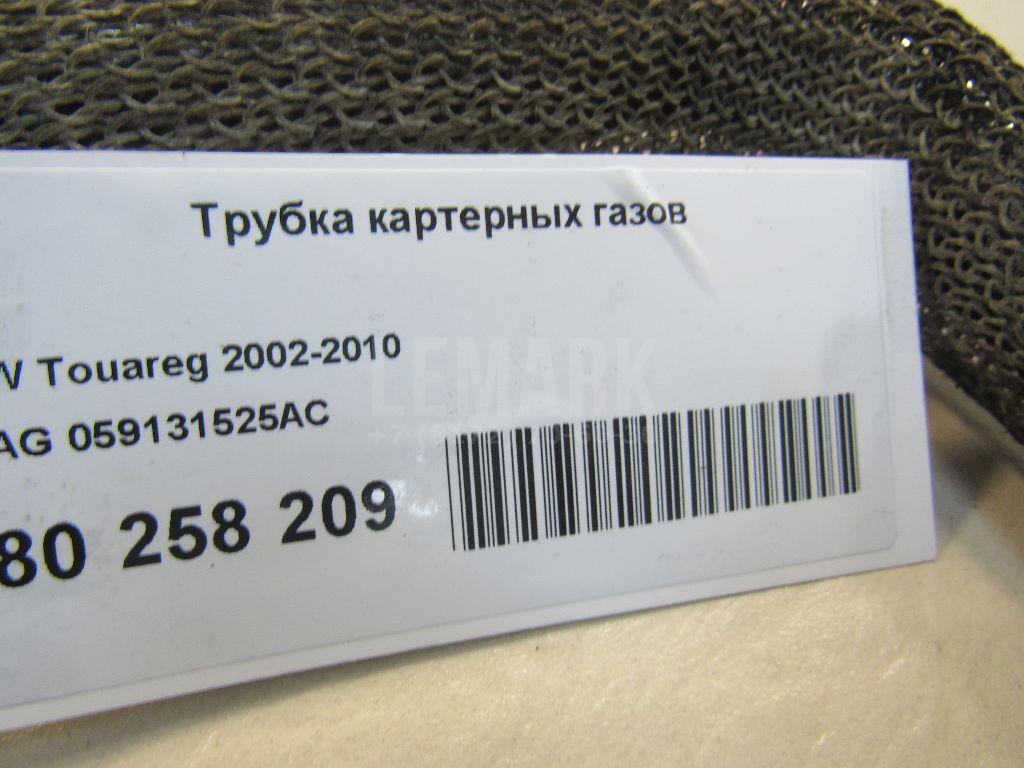 Трубка картерных газов
W Touareg 2002-2010
LEMARK
AG 059131525AC
80 258 209